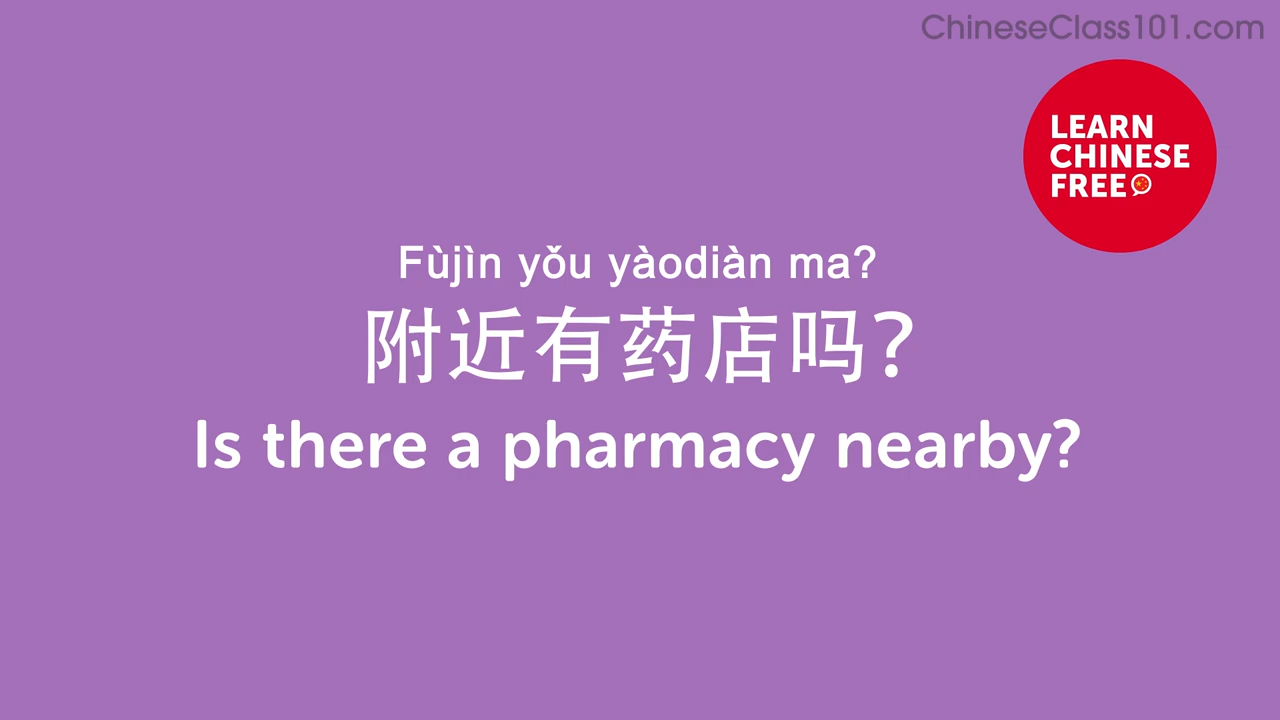 ChineseClass101.com
LEARN
CHINESE
FREE
Fùjìn yǒu yàodiàn ma?
附近有药店吗?
Is there a pharmacy nearby?